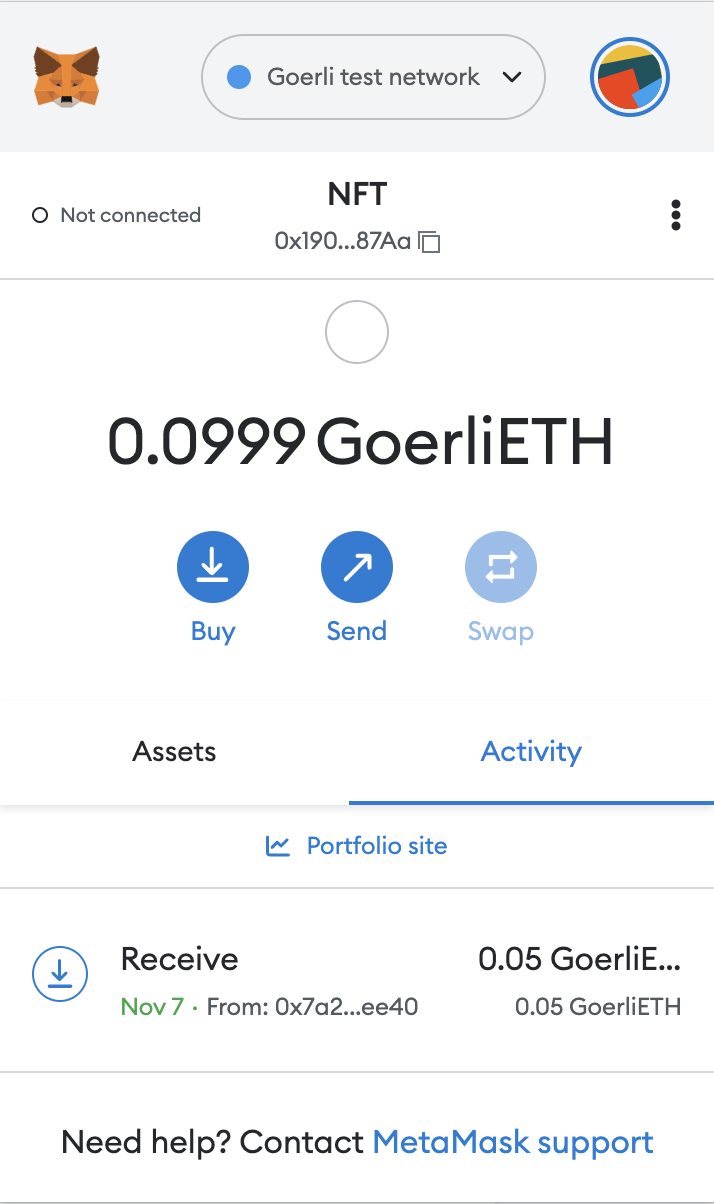 Goerli test network
Not connected
NFT
0x190...87Aa
0.0999 GoerliETH
Buy
Send
Swap
Assets
Activity
Portfolio site
Receive
0.05 GoerliE...
Nov 7 · From: 0x7a2...ee40
0.05 GoerliETH
Need help? Contact MetaMask support